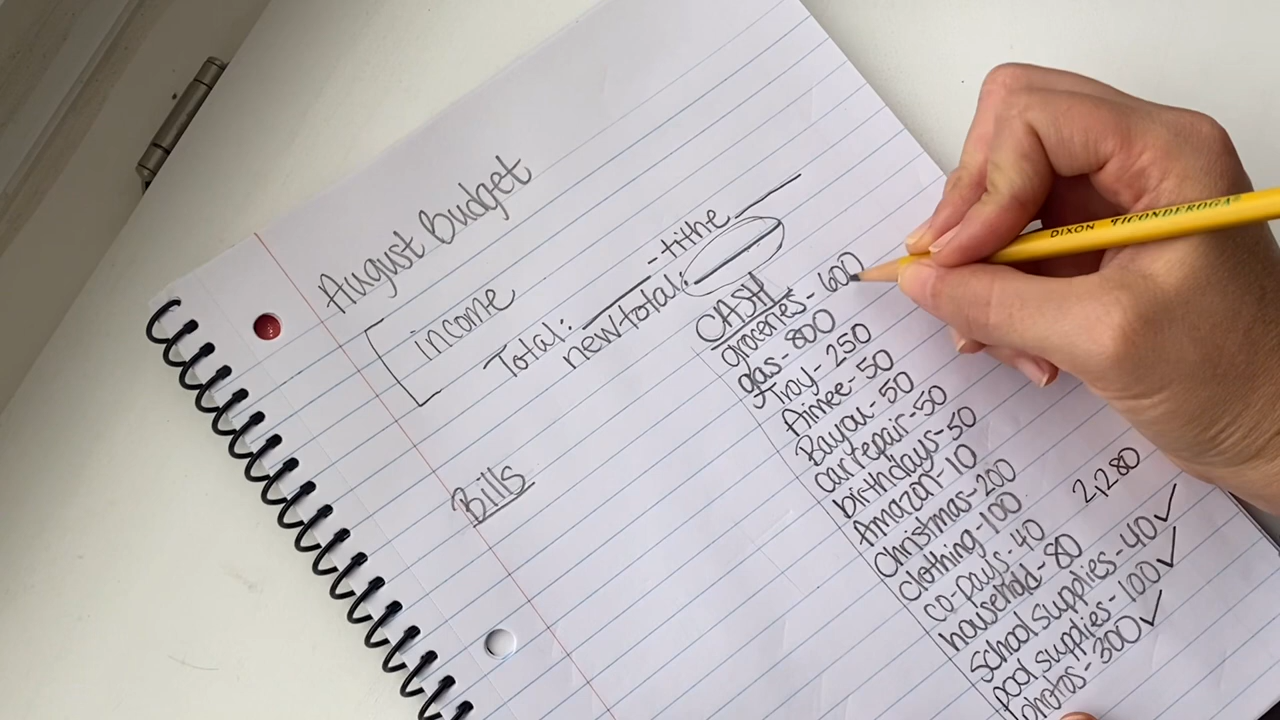 August Budget
income
Total: - tithe
new total:
CASH
groceries - 600
gas - 800
Troy - 250
Aimee - 50
Bayou - 50
car repair - 50
birthdays - 50
Amazon - 10
Christmas - 200
clothing - 100
co-pays - 40
household - 80
2,280
school supplies - 40 ✓
pool supplies - 100 ✓
photos - 300 ✓
Bills
DIXON TICONDEROGA®